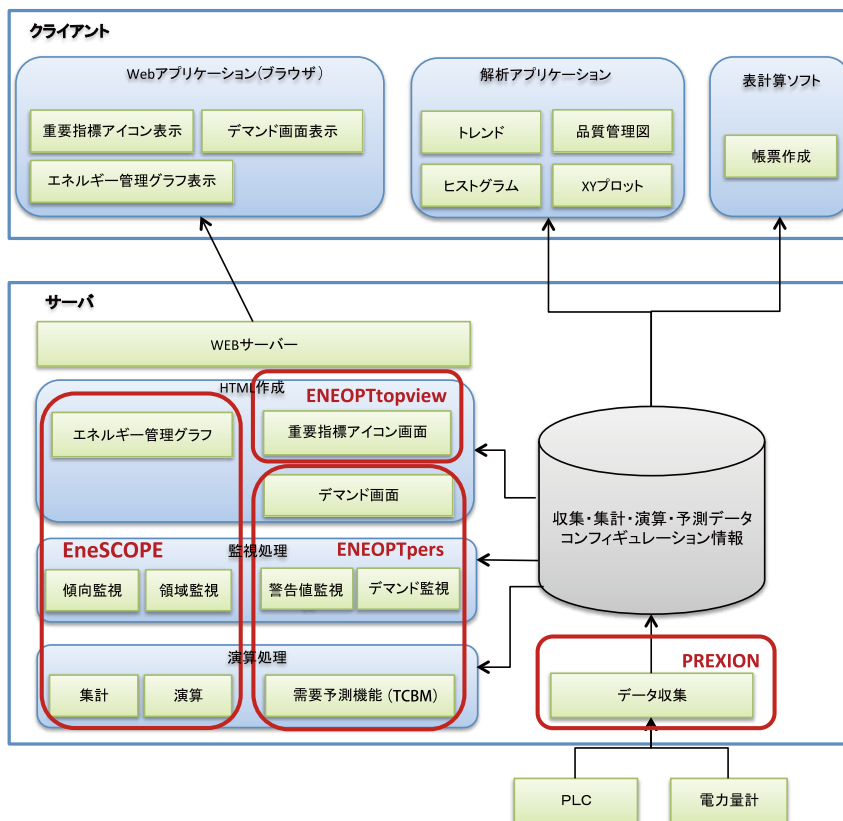 クライアント
Webアプリケーション(ブラウザ)
重要指標アイコン表示
デマンド画面表示
エネルギー管理グラフ表示
解析アプリケーション
トレンド
品質管理図
ヒストグラム
XYプロット
表計算ソフト
帳票作成
サーバ
WEBサーバー
HTML作成
ENEOPTtopview
エネルギー管理グラフ
重要指標アイコン画面
デマンド画面
EneSCOPE
監視処理
ENEOPTpers
傾向監視
領域監視
警告値監視
デマンド監視
演算処理
集計
演算
需要予測機能(TCBM)
収集・集計・演算・予測データ
コンフィギュレーション情報
PREXION
データ収集
PLC
電力量計